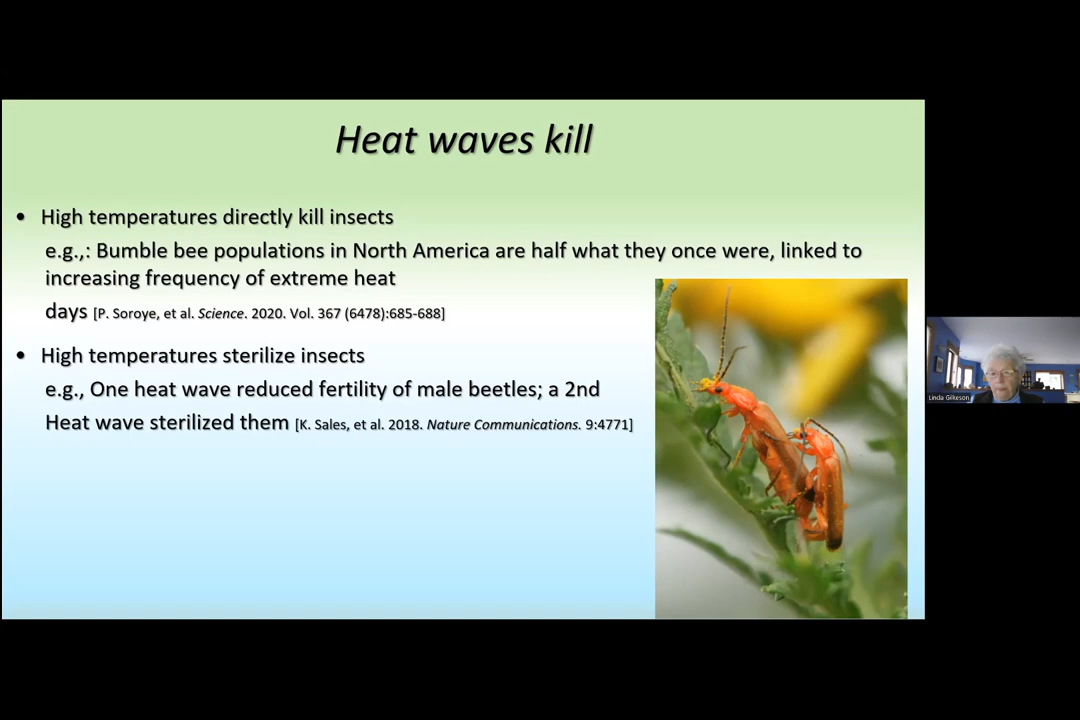 Heat waves kill
• High temperatures directly kill insects
e.g.,: Bumble bee populations in North America are half what they once were, linked to
increasing frequency of extreme heat
days [P. Soroye, et al. Science. 2020. Vol. 367 (6478):685-688]
• High temperatures sterilize insects
e.g., One heat wave reduced fertility of male beetles; a 2nd
Heat wave sterilized them [K. Sales, et al. 2018. Nature Communications. 9:4771]
Linda Gilkeson